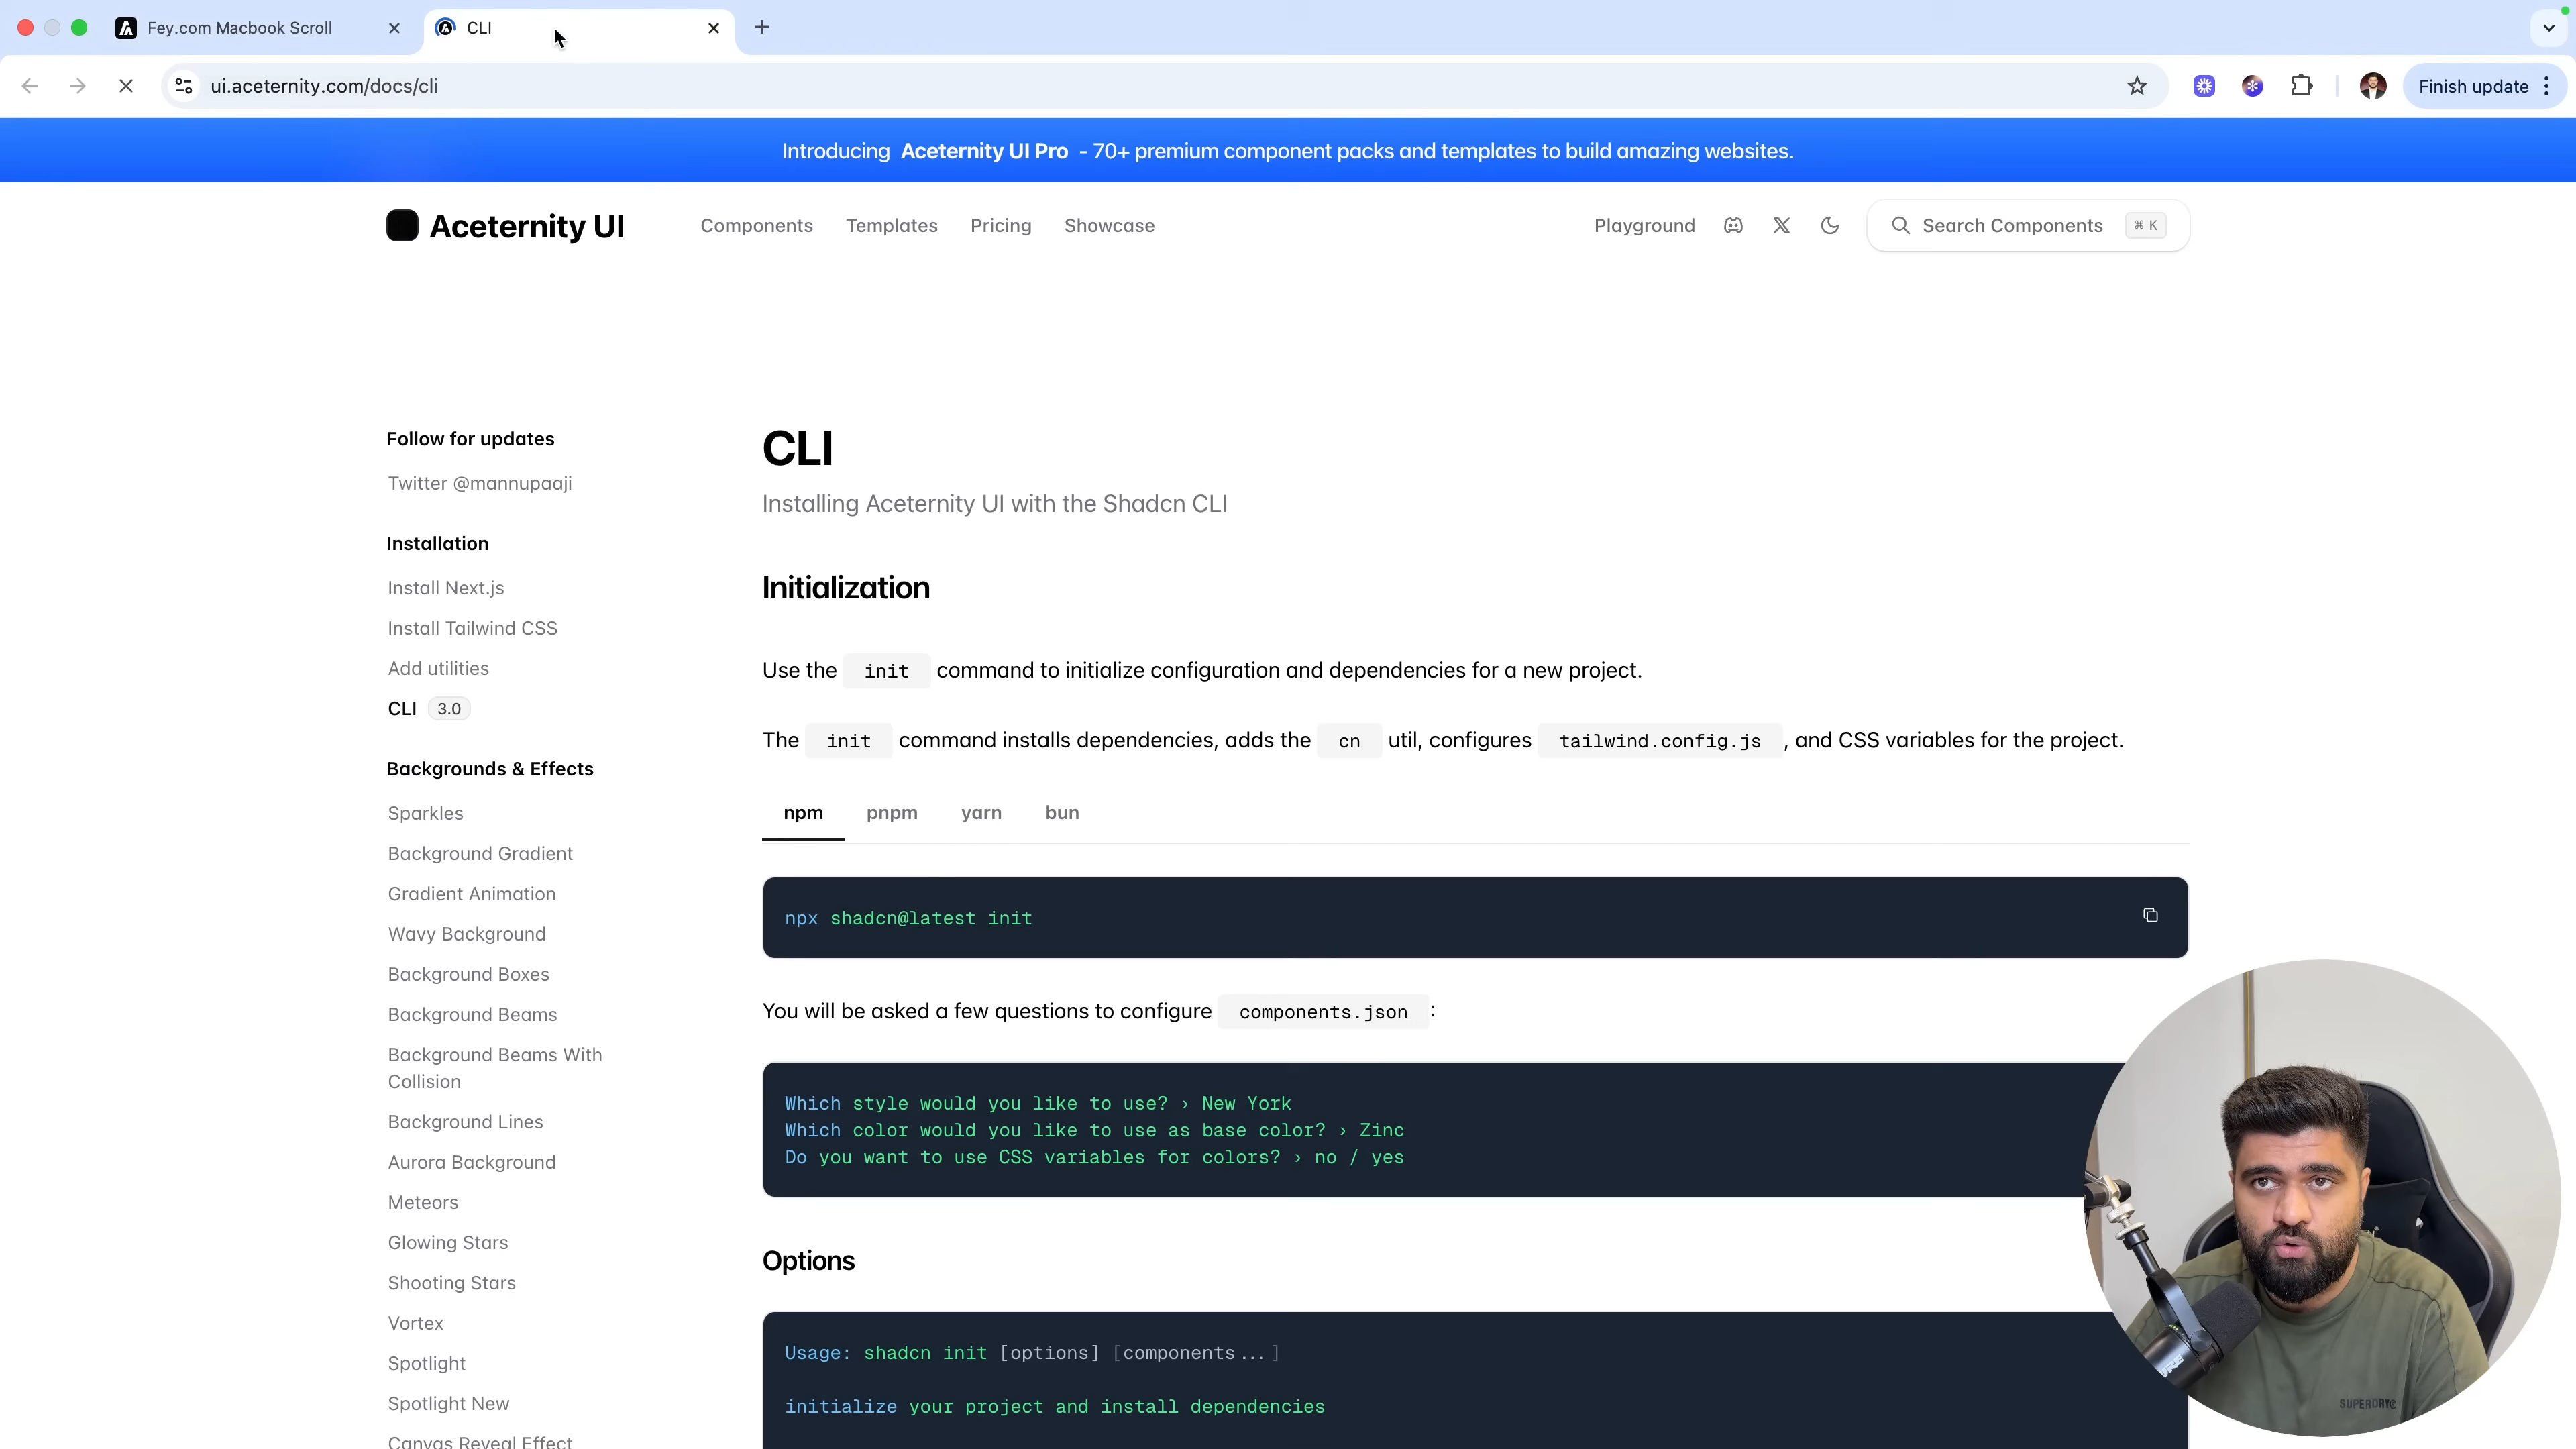 Fey.com Macbook Scroll
CLI
ui.aceternity.com/docs/cli
Finish update
Introducing Aceternity UI Pro - 70+ premium component packs and templates to build amazing websites.
Aceternity UI
Components
Templates
Pricing
Showcase
Playground
Search Components
⌘ K
Follow for updates
Twitter @mannupaaji
Installation
Install Next.js
Install Tailwind CSS
Add utilities
CLI 3.0
Backgrounds & Effects
Sparkles
Background Gradient
Gradient Animation
Wavy Background
Background Boxes
Background Beams
Background Beams With
Collision
Background Lines
Aurora Background
Meteors
Glowing Stars
Shooting Stars
Vortex
Spotlight
Spotlight New
Canvas Reveal Effect
CLI
Installing Aceternity UI with the Shadcn CLI
Initialization
Use the init command to initialize configuration and dependencies for a new project.
The init command installs dependencies, adds the cn util, configures tailwind.config.js , and CSS variables for the project.
npm pnpm yarn bun
npx shadcn@latest init
You will be asked a few questions to configure components.json :
Which style would you like to use? › New York
Which color would you like to use as base color? › Zinc
Do you want to use CSS variables for colors? › no / yes
Options
Usage: shadcn init [options] [components...]
initialize your project and install dependencies
SUPERDRY®